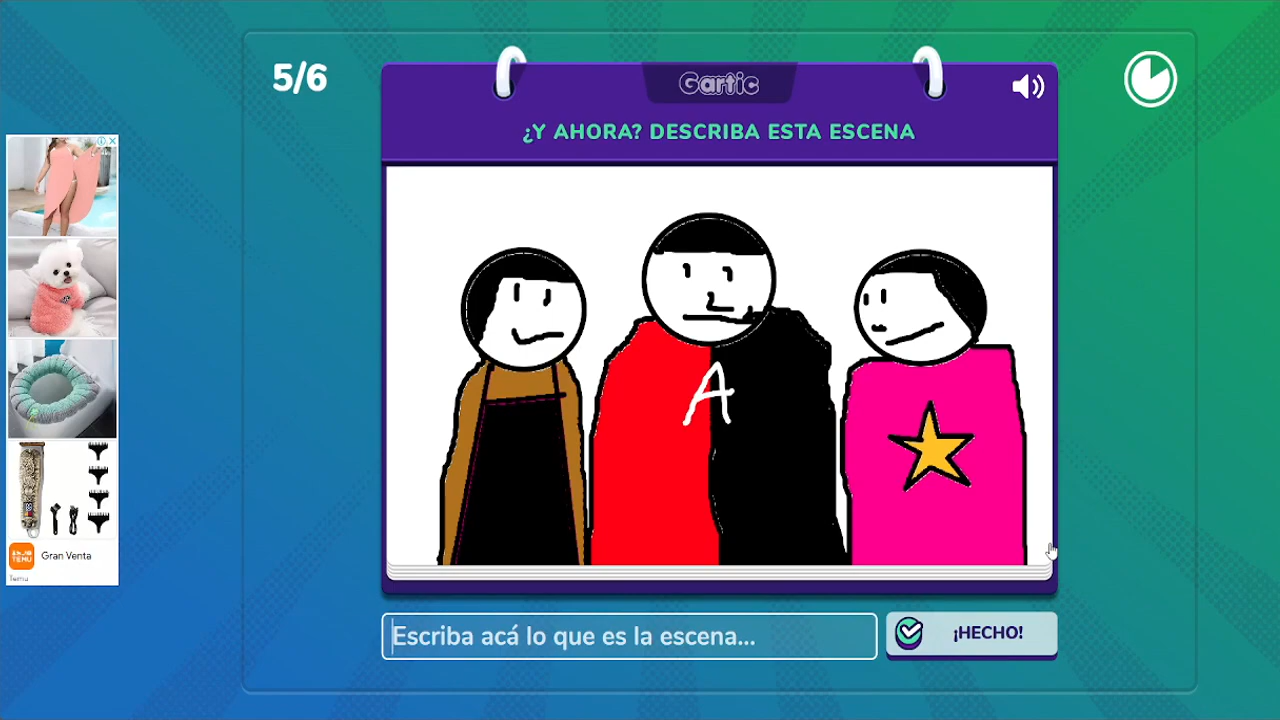 5/6
Gartic
¿Y AHORA? DESCRIBA ESTA ESCENA
A
Gran Venta
Temu
Escriba acá lo que es la escena...
¡HECHO!